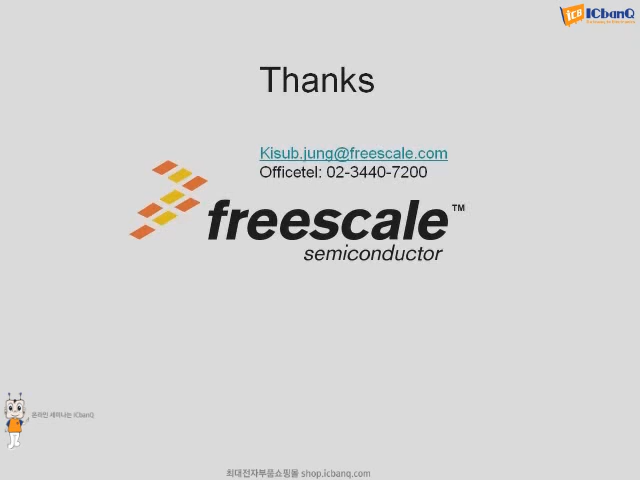 ICbanQ
Thanks
Kisub.jung@freescale.com
Officetel: 02-3440-7200
freescale™
semiconductor
온라인 세미나는 ICbanQ
최대전자부품쇼핑몰 shop.icbanq.com